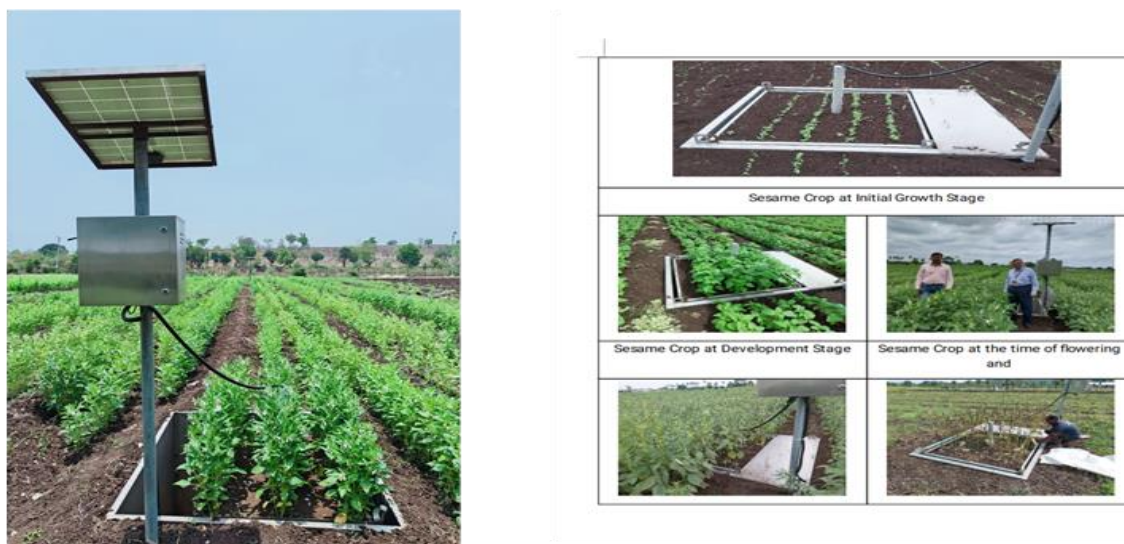 Sesame Crop at Initial Growth Stage
Sesame Crop at Development Stage
Sesame Crop at the time of flowering
and